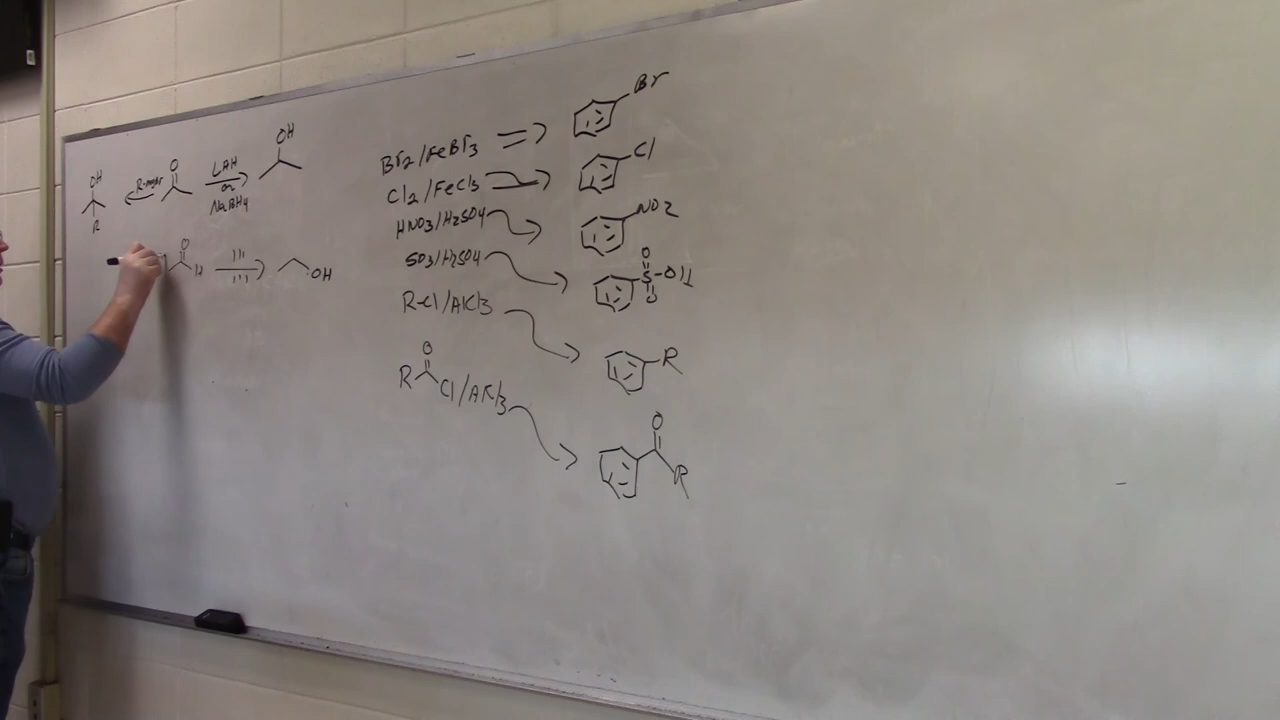 OH
R
R-MgBr
O
LAH
or
NaBH4
OH
O
H
""
""
OH
Br2/FeBr3
Br
Cl2/FeCl3
Cl
HNO3/H2SO4
NO2
SO3/H2SO4
O
S-OH
O
R-Cl/AlCl3
R
O
R Cl/AlCl3
O
R